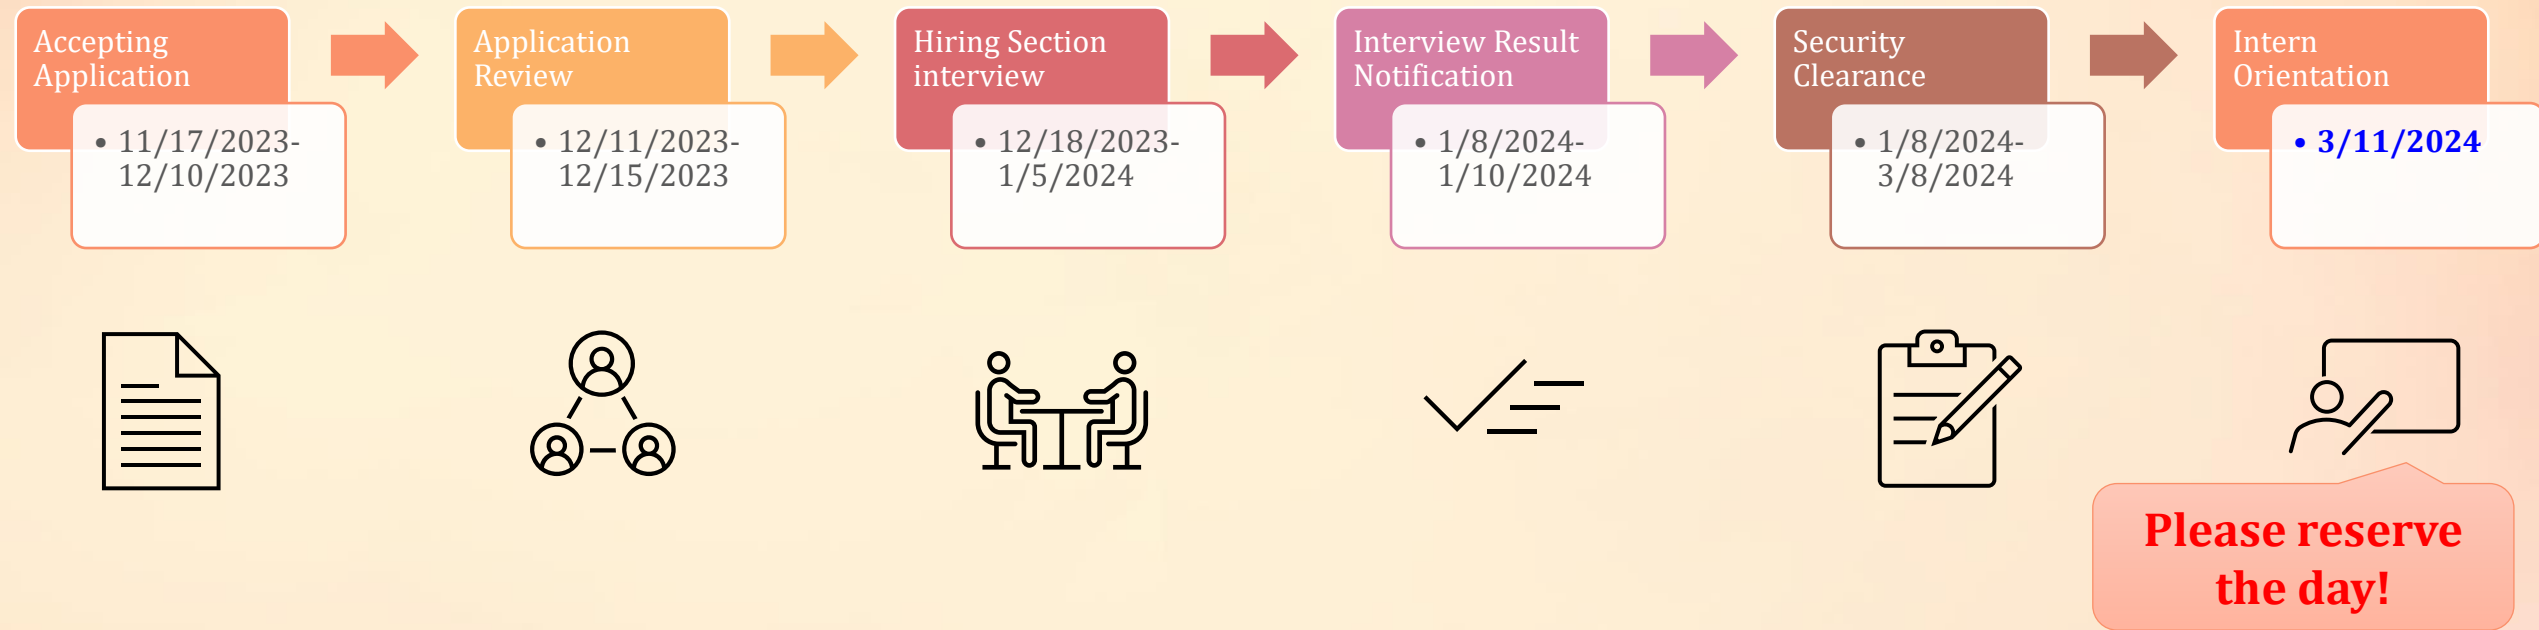 Accepting
Application
• 11/17/2023-
12/10/2023
Application
Review
• 12/11/2023-
12/15/2023
Hiring Section
interview
• 12/18/2023-
1/5/2024
Interview Result
Notification
• 1/8/2024-
1/10/2024
Security
Clearance
• 1/8/2024-
3/8/2024
Intern
Orientation
• 3/11/2024
Please reserve
the day!